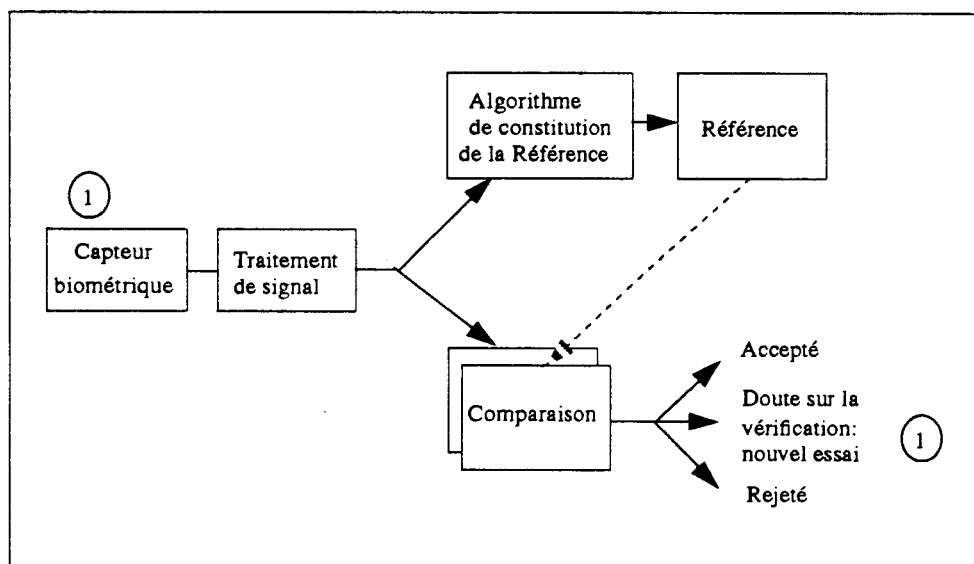 Algorithme
de constitution
de la Référence
Référence
1
Capteur
biométrique
Traitement
de signal
Comparaison
Accepté
Doute sur la
vérification:
nouvel essai
1
Rejeté